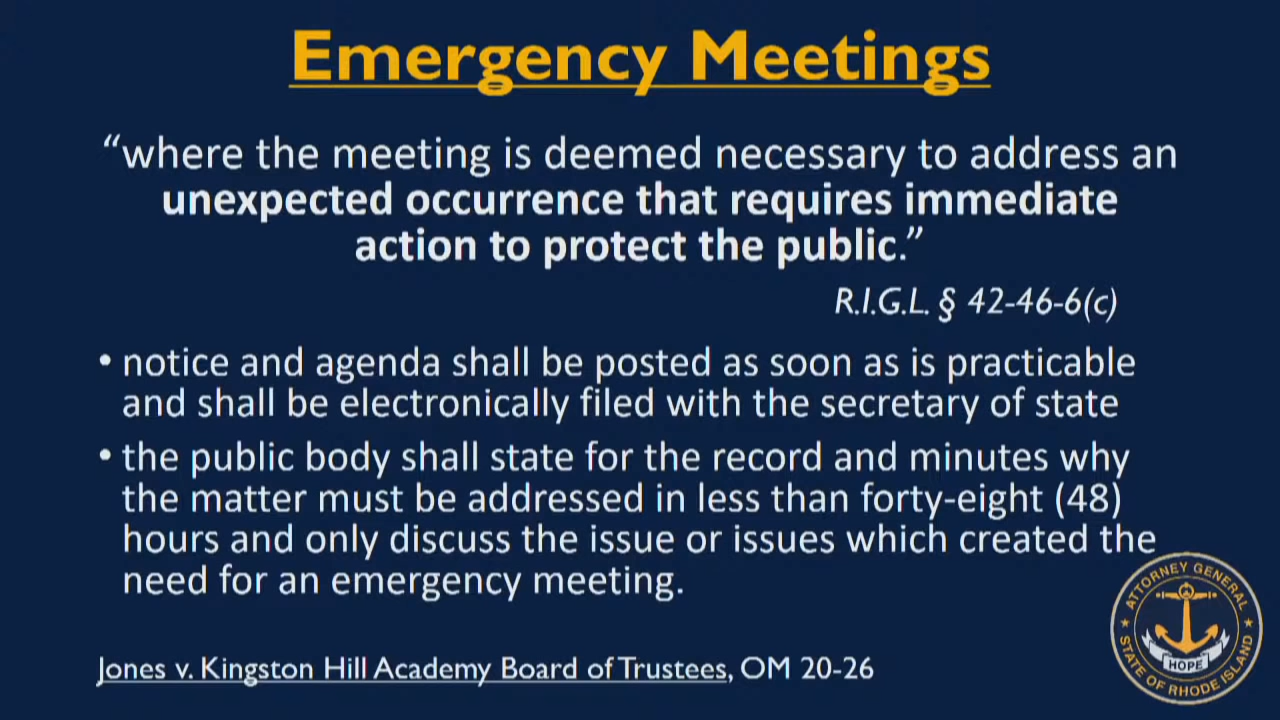 Emergency Meetings
“where the meeting is deemed necessary to address an
unexpected occurrence that requires immediate
action to protect the public.”
R.I.G.L. § 42-46-6(c)
• notice and agenda shall be posted as soon as is practicable
and shall be electronically filed with the secretary of state
• the public body shall state for the record and minutes why
the matter must be addressed in less than forty-eight (48)
hours and only discuss the issue or issues which created the
need for an emergency meeting.
Jones v. Kingston Hill Academy Board of Trustees, OM 20-26
ATTORNEY GENERAL
HOPE
STATE OF RHODE ISLAND